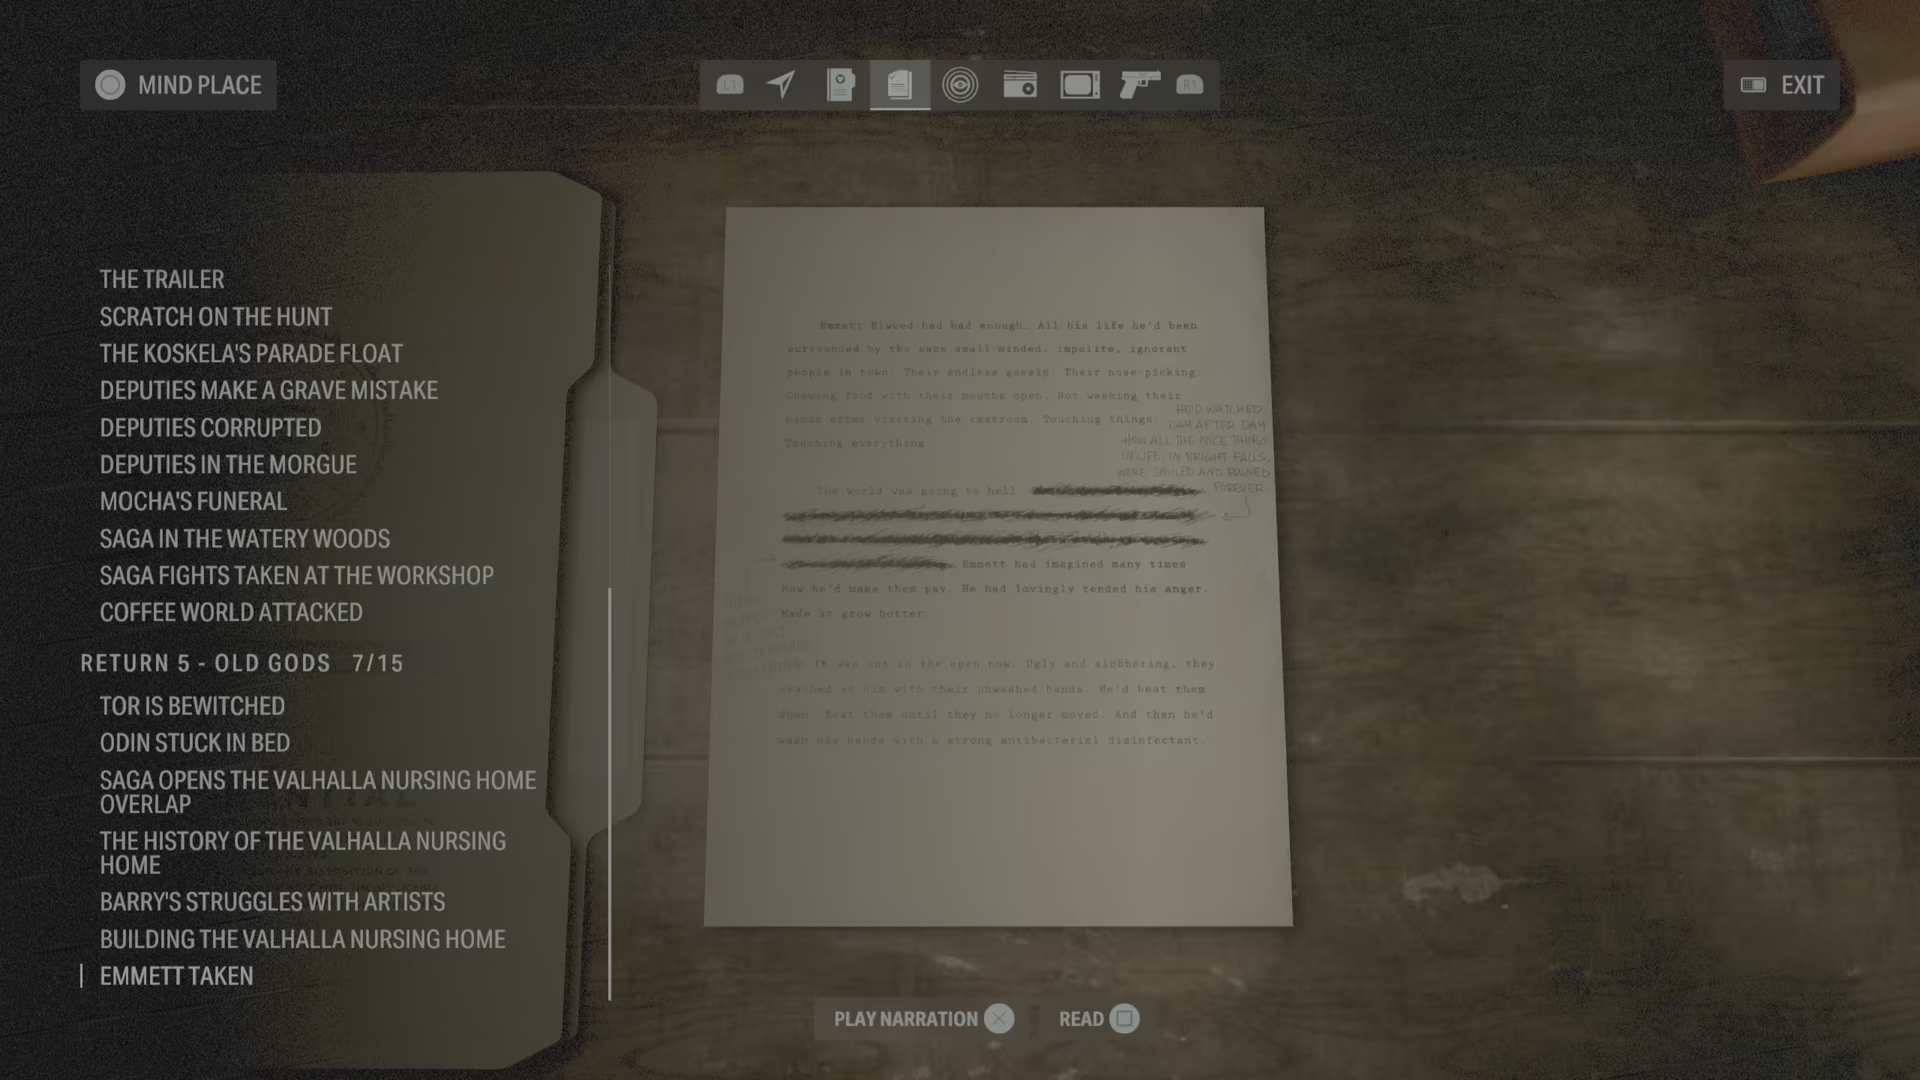 MIND PLACE
L1
R1
EXIT
THE TRAILER
SCRATCH ON THE HUNT
THE KOSKELA'S PARADE FLOAT
DEPUTIES MAKE A GRAVE MISTAKE
DEPUTIES CORRUPTED
DEPUTIES IN THE MORGUE
MOCHA'S FUNERAL
SAGA IN THE WATERY WOODS
SAGA FIGHTS TAKEN AT THE WORKSHOP
COFFEE WORLD ATTACKED
RETURN 5 - OLD GODS 7/15
TOR IS BEWITCHED
ODIN STUCK IN BED
SAGA OPENS THE VALHALLA NURSING HOME
OVERLAP
THE HISTORY OF THE VALHALLA NURSING
HOME
BARRY'S STRUGGLES WITH ARTISTS
BUILDING THE VALHALLA NURSING HOME
EMMETT TAKEN
Emmett Elwood had had enough. All his life he'd been
surrounded by the same small-minded, impolite, ignorant
people in town. Their endless gossip. Their nose-picking.
Chewing food with their mouths open. Not washing their
hands after visiting the restroom. Touching things.
Touching everything
HE'D WATCHED
DAY AFTER DAY
HOW ALL THE NICE THINGS
IN LIFE, IN BRIGHT FALLS,
WERE SPOILED AND RUINED
FOREVER.
The world was going to hell
Emmett had imagined many times
how he'd make them pay. He had lovingly tended his anger.
Made it grow hotter.
It was out in the open now. Ugly and slobbering, they
reached at him with their unwashed hands. He'd beat them
down. Beat them until they no longer moved. And then he'd
wash his hands with a strong antibacterial disinfectant.
PLAY NARRATION
READ